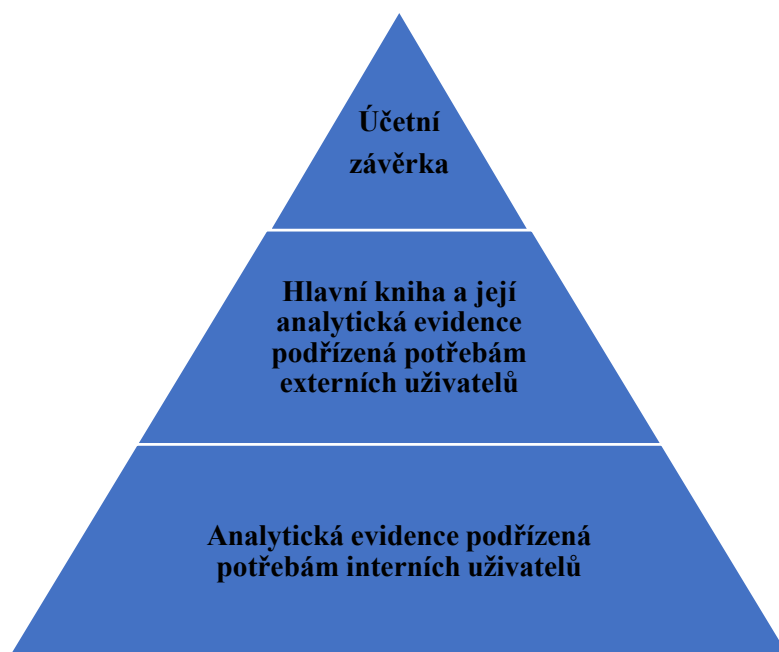 Účetní
závěrka
Hlavní kniha a její
analytická evidence
podřízená potřebám
externích uživatelů
Analytická evidence podřízená
potřebám interních uživatelů